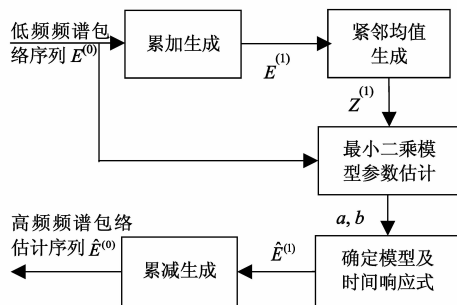 低频频谱包
络序列 E^(0)
累加生成
E^(1)
紧邻均值
生成
Z^(1)
最小二乘模
型参数估计
a, b
确定模型及
时间响应式
Ê^(1)
累减生成
高频频谱包络
估计序列 Ê^(0)